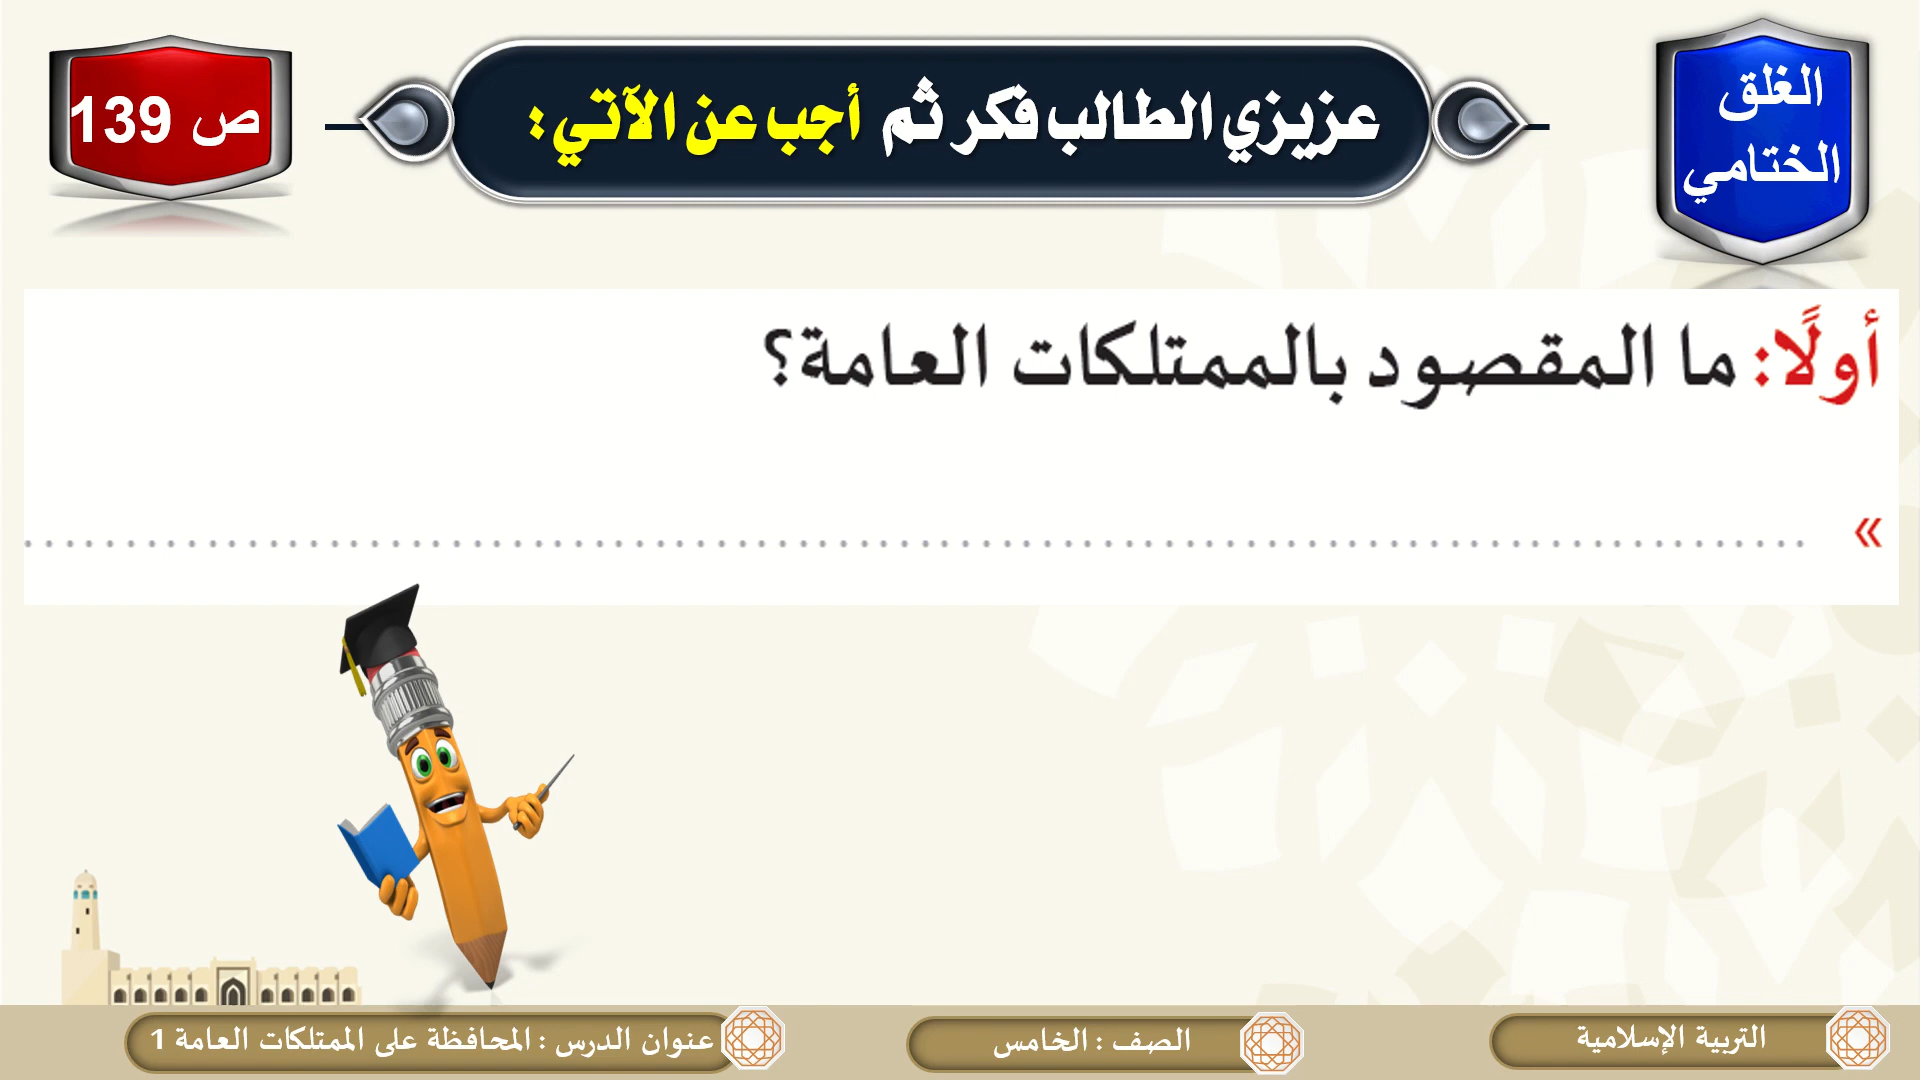 الغلق
الختامي
عزيزي الطالب فكر ثم أجب عن الآتي :
ص 139
أولًا: ما المقصود بالممتلكات العامة؟
» ......................................................................................
التربية الإسلامية
الصف : الخامس
عنوان الدرس : المحافظة على الممتلكات العامة 1